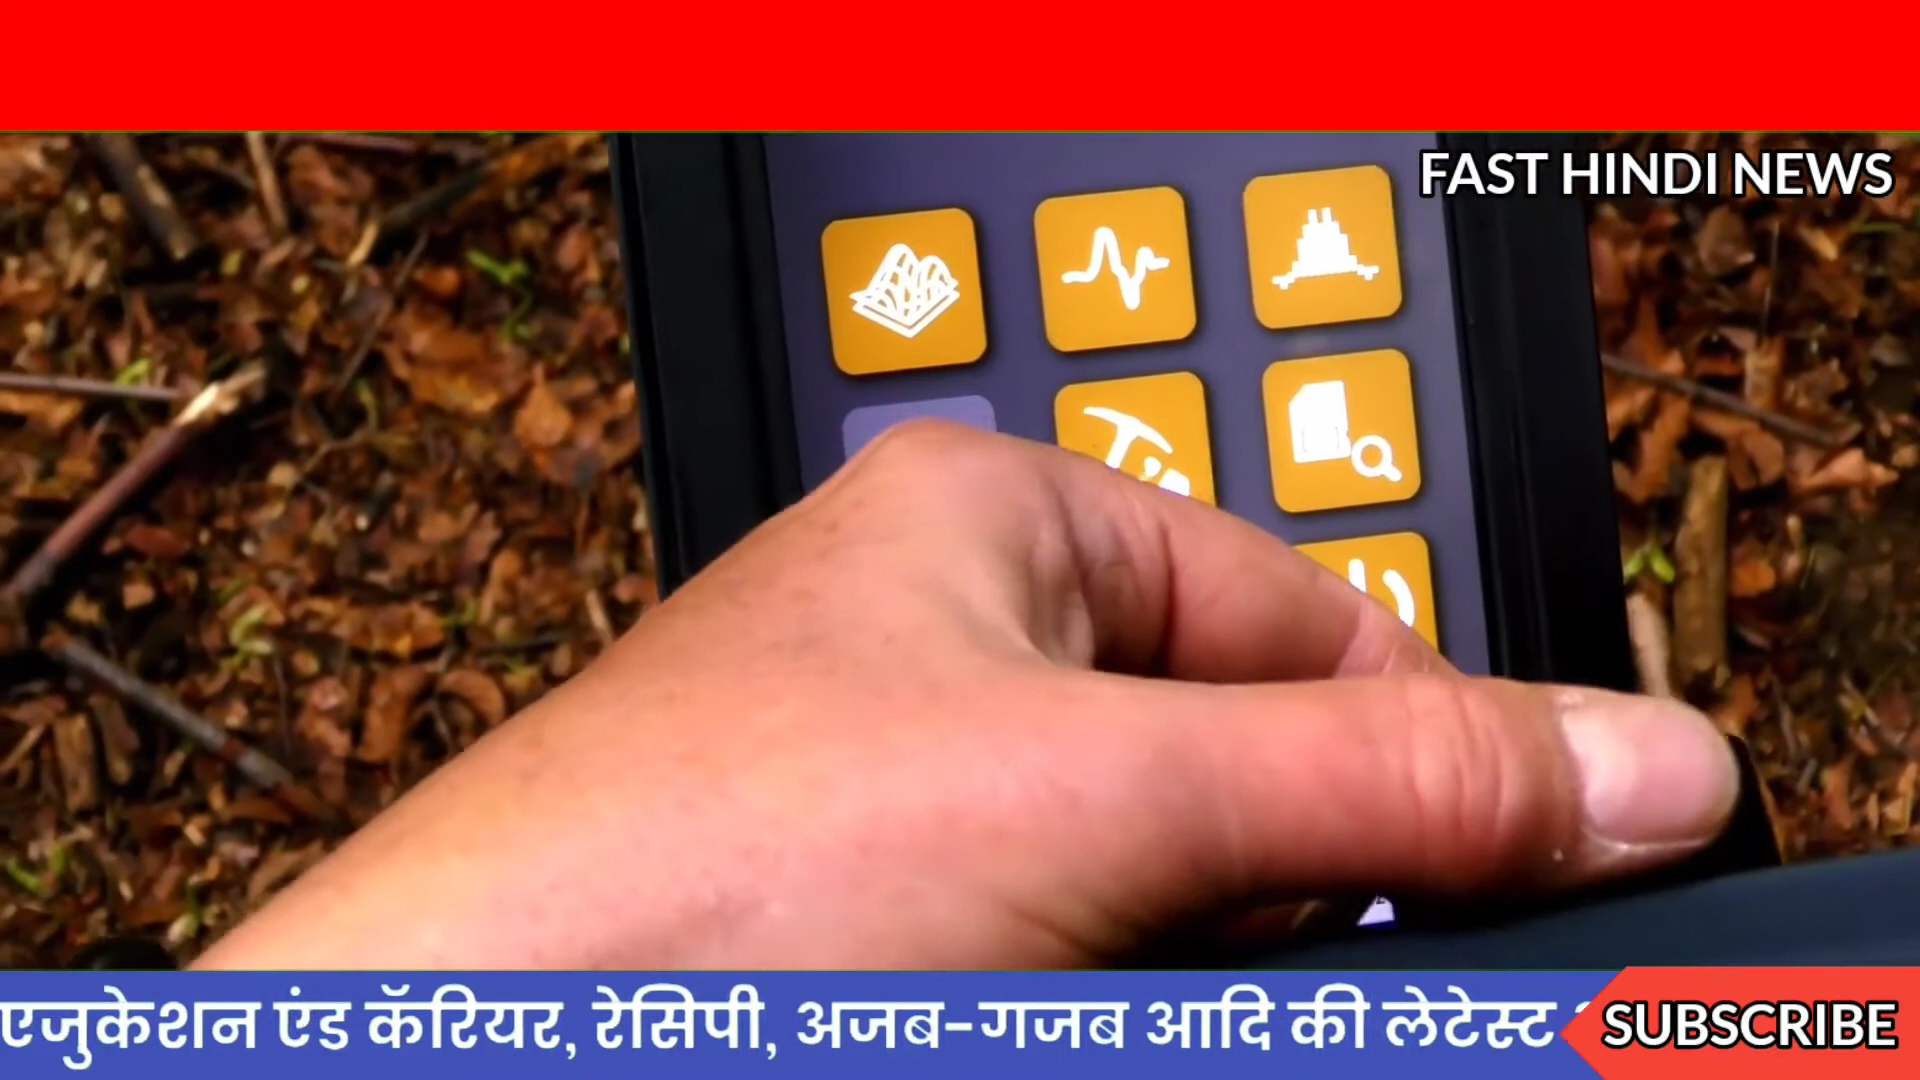 FAST HINDI NEWS
एजुकेशन एंड कॅरियर, रेसिपी, अजब-गजब आदि की लेटेस्ट
SUBSCRIBE